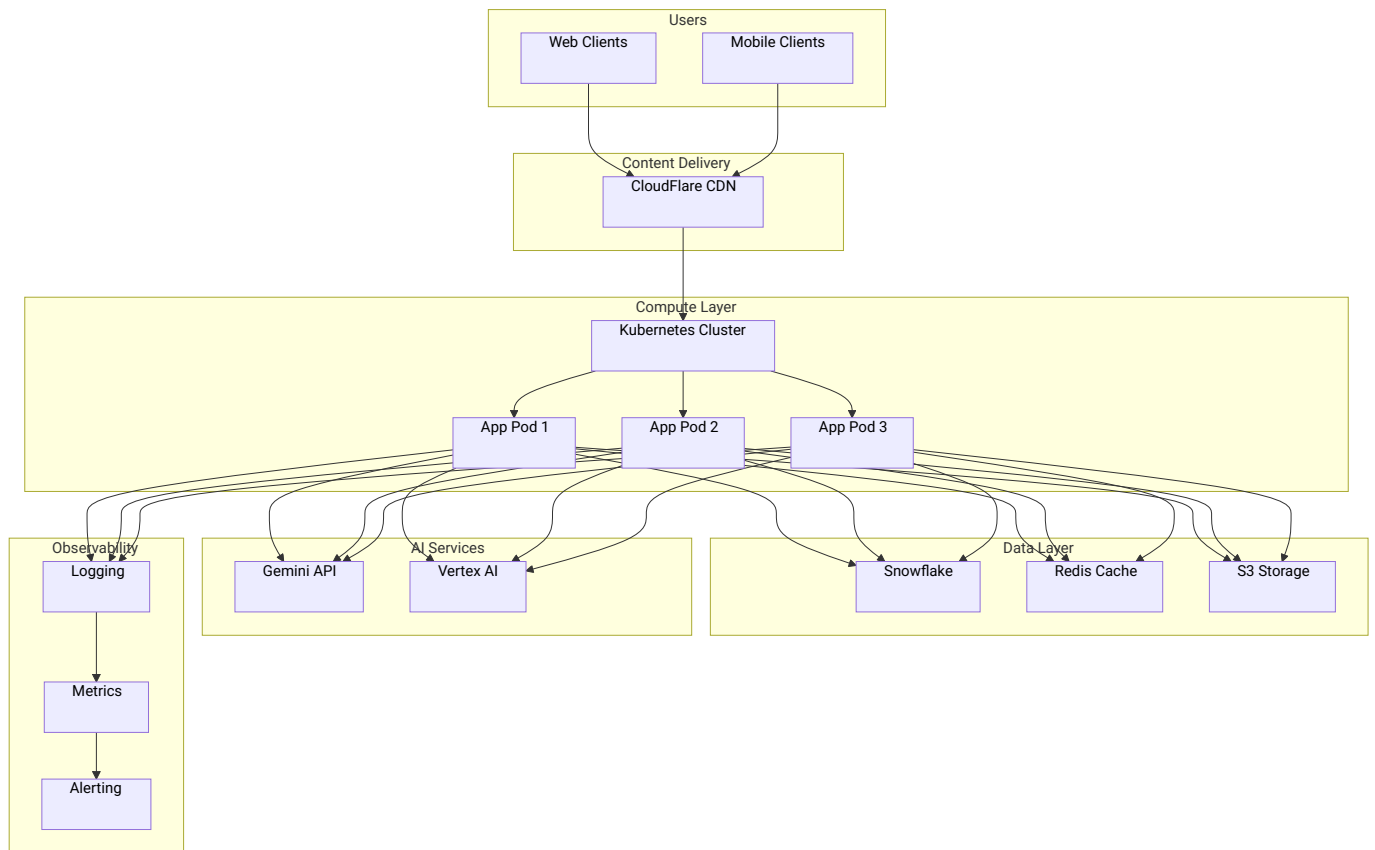 Users
Web Clients
Mobile Clients
Content Delivery
CloudFlare CDN
Compute Layer
Kubernetes Cluster
App Pod 1
App Pod 2
App Pod 3
Observability
Logging
Metrics
Alerting
AI Services
Gemini API
Vertex AI
Data Layer
Snowflake
Redis Cache
S3 Storage